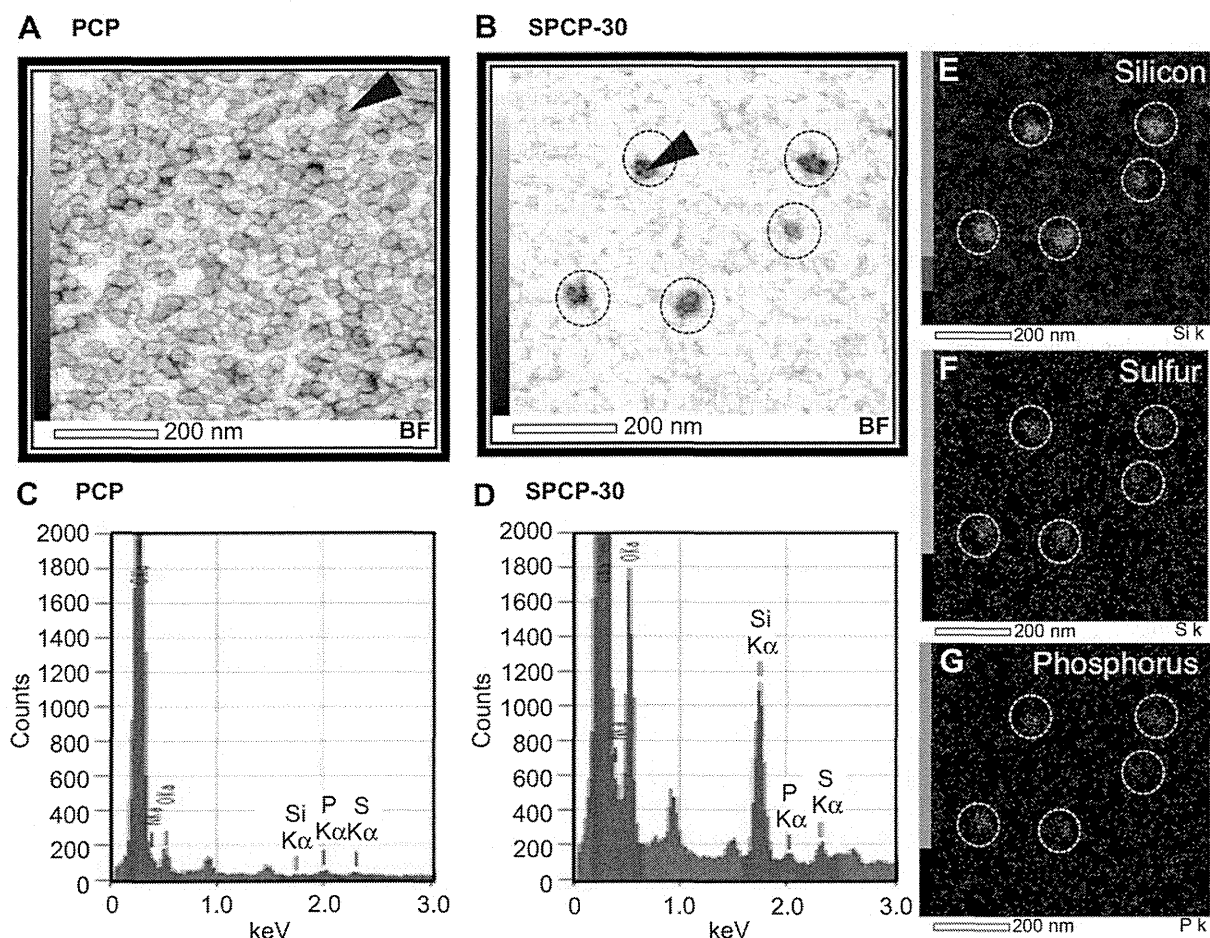 A PCP
200 nm BF
B SPCP-30
200 nm BF
E Silicon
200 nm Si k
F Sulfur
200 nm S k
G Phosphorus
200 nm P k
C PCP
2000
1800
1600
1400
1200
1000
800
600
400
200
0
Counts
OKa
Si Kα
P Kα
S Kα
0 1.0 2.0 3.0
keV
D SPCP-30
2000
1800
1600
1400
1200
1000
800
600
400
200
0
Counts
OKa
Si Kα
P Kα
S Kα
0 1.0 2.0 3.0
keV